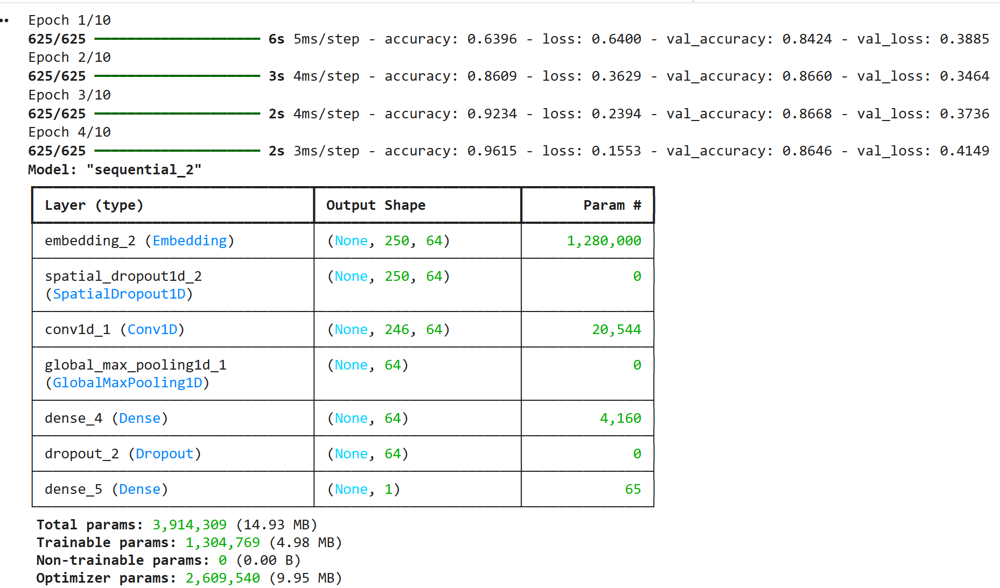 Epoch 1/10
625/625 ━━━━━━━━━━━━━━━━━━━━ 6s 5ms/step - accuracy: 0.6396 - loss: 0.6400 - val_accuracy: 0.8424 - val_loss: 0.3885
Epoch 2/10
625/625 ━━━━━━━━━━━━━━━━━━━━ 3s 4ms/step - accuracy: 0.8609 - loss: 0.3629 - val_accuracy: 0.8660 - val_loss: 0.3464
Epoch 3/10
625/625 ━━━━━━━━━━━━━━━━━━━━ 2s 4ms/step - accuracy: 0.9234 - loss: 0.2394 - val_accuracy: 0.8668 - val_loss: 0.3736
Epoch 4/10
625/625 ━━━━━━━━━━━━━━━━━━━━ 2s 3ms/step - accuracy: 0.9615 - loss: 0.1553 - val_accuracy: 0.8646 - val_loss: 0.4149
Model: "sequential_2"
Layer (type) Output Shape Param #
embedding_2 (Embedding) (None, 250, 64) 1,280,000
spatial_dropout1d_2 (None, 250, 64) 0
(SpatialDropout1D)
conv1d_1 (Conv1D) (None, 246, 64) 20,544
global_max_pooling1d_1 (None, 64) 0
(GlobalMaxPooling1D)
dense_4 (Dense) (None, 64) 4,160
dropout_2 (Dropout) (None, 64) 0
dense_5 (Dense) (None, 1) 65
Total params: 3,914,309 (14.93 MB)
Trainable params: 1,304,769 (4.98 MB)
Non-trainable params: 0 (0.00 B)
Optimizer params: 2,609,540 (9.95 MB)